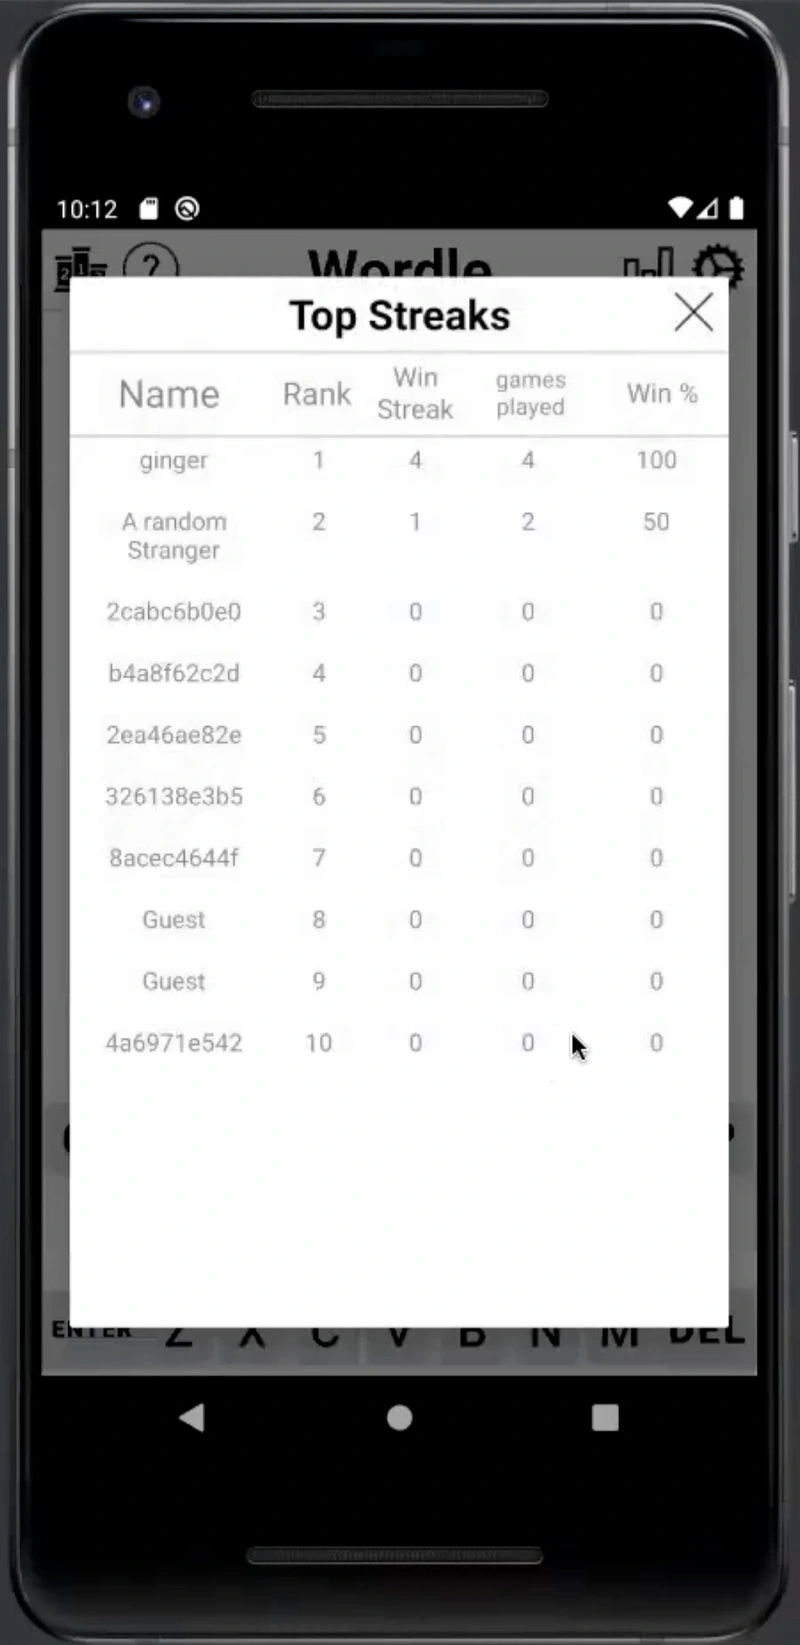 10:12
2 1
?
Wordle
Top Streaks
Name Rank Win Streak games played Win %
ginger 1 4 4 100
A random Stranger 2 1 2 50
2cabc6b0e0 3 0 0 0
b4a8f62c2d 4 0 0 0
2ea46ae82e 5 0 0 0
326138e3b5 6 0 0 0
8acec4644f 7 0 0 0
Guest 8 0 0 0
Guest 9 0 0 0
4a6971e542 10 0 0 0
ENTER Z X C V B N M DEL